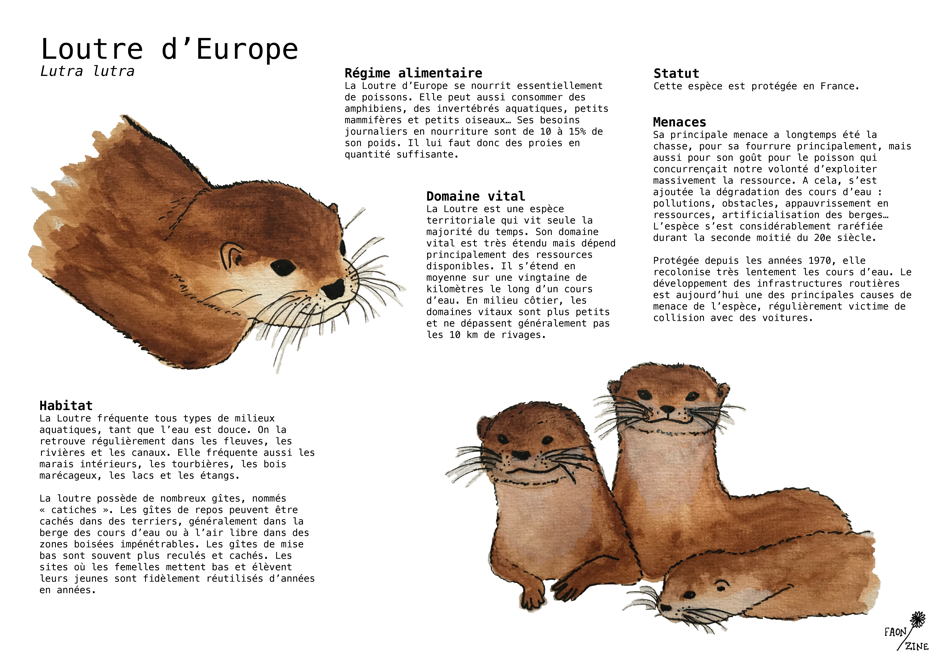 Loutre d’Europe
Lutra lutra
Régime alimentaire
La Loutre d’Europe se nourrit essentiellement
de poissons. Elle peut aussi consommer des
amphibiens, des invertébrés aquatiques, petits
mammifères et petits oiseaux… Ses besoins
journaliers en nourriture sont de 10 à 15% de
son poids. Il lui faut donc des proies en
quantité suffisante.
Domaine vital
La Loutre est une espèce
territoriale qui vit seule la
majorité du temps. Son domaine
vital est très étendu mais dépend
principalement des ressources
disponibles. Il s’étend en
moyenne sur une vingtaine de
kilomètres le long d’un cours
d’eau. En milieu côtier, les
domaines vitaux sont plus petits
et ne dépassent généralement pas
les 10 km de rivages.
Statut
Cette espèce est protégée en France.
Menaces
Sa principale menace a longtemps été la
chasse, pour sa fourrure principalement, mais
aussi pour son goût pour le poisson qui
concurrençait notre volonté d’exploiter
massivement la ressource. A cela, s’est
ajoutée la dégradation des cours d’eau :
pollutions, obstacles, appauvrissement en
ressources, artificialisation des berges…
L’espèce s’est considérablement raréfiée
durant la seconde moitié du 20e siècle.
Protégée depuis les années 1970, elle
recolonise très lentement les cours d’eau. Le
développement des infrastructures routières
est aujourd’hui une des principales causes de
menace de l’espèce, régulièrement victime de
collision avec des voitures.
Habitat
La Loutre fréquente tous types de milieux
aquatiques, tant que l’eau est douce. On la
retrouve régulièrement dans les fleuves, les
rivières et les canaux. Elle fréquente aussi les
marais intérieurs, les tourbières, les bois
marécageux, les lacs et les étangs.
La loutre possède de nombreux gîtes, nommés
« catiches ». Les gîtes de repos peuvent être
cachés dans des terriers, généralement dans la
berge des cours d’eau ou à l’air libre dans des
zones boisées impénétrables. Les gîtes de mise
bas sont souvent plus reculés et cachés. Les
sites où les femelles mettent bas et élèvent
leurs jeunes sont fidèlement réutilisés d’années
en années.
FAON
ZINE